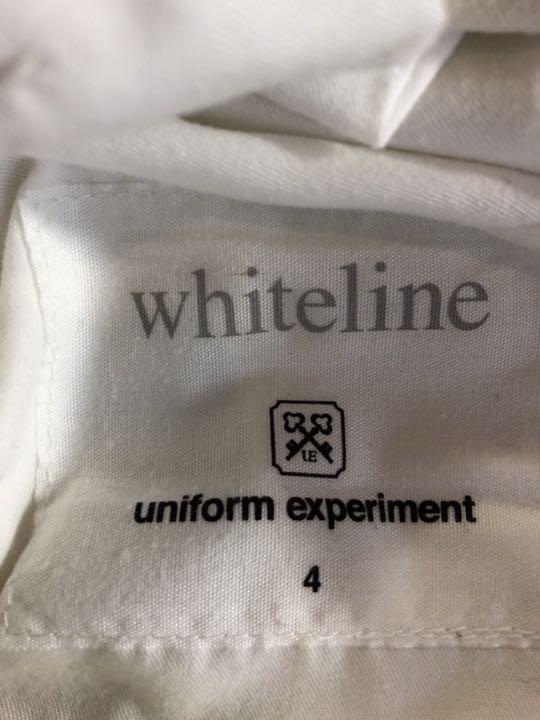 whiteline
UE
uniform experiment
4